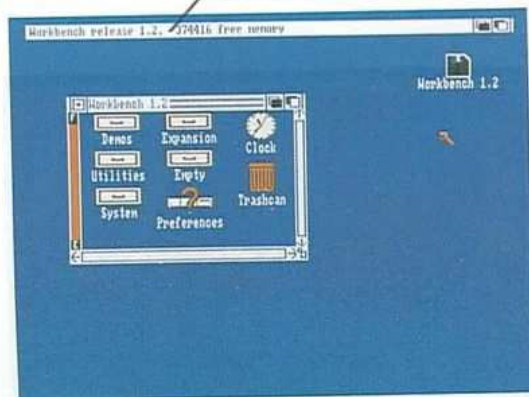 Workbench release 1.2. 374416 free memory
Workbench 1.2
Workbench 1.2
Demos
Expansion
Clock
Utilities
Empty
Trashcan
System
Preferences